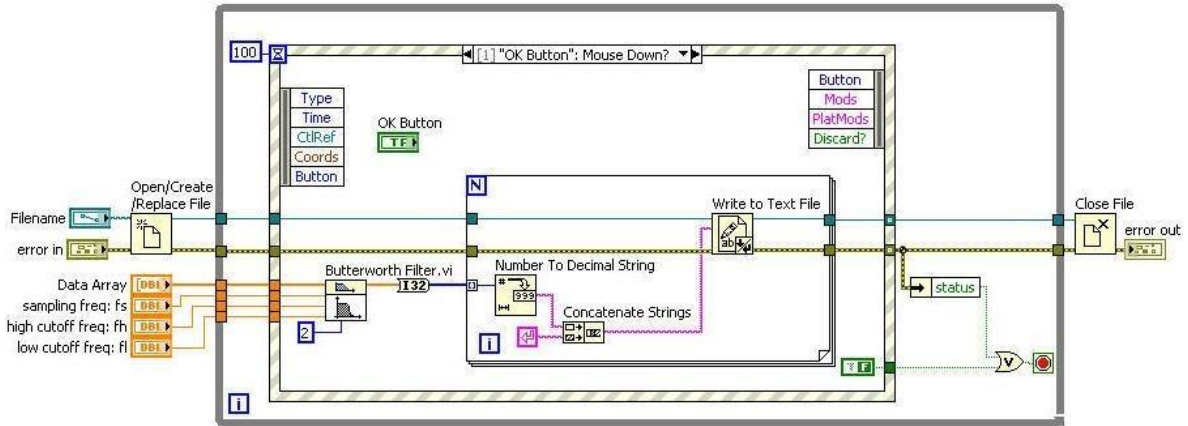 100
[1] "OK Button": Mouse Down?
Type
Time
CtlRef
Coords
Button
OK Button
TF
Button
Mods
PlatMods
Discard?
N
Open/Create
/Replace File
Write to Text File
Close File
Filename
error in
error out
Data Array
DBL
sampling freq: fs
DBL
high cutoff freq: fh
DBL
low cutoff freq: fl
DBL
Butterworth Filter.vi
I32
2
Number To Decimal String
#
999
Concatenate Strings
ab
i
status
F
V
i